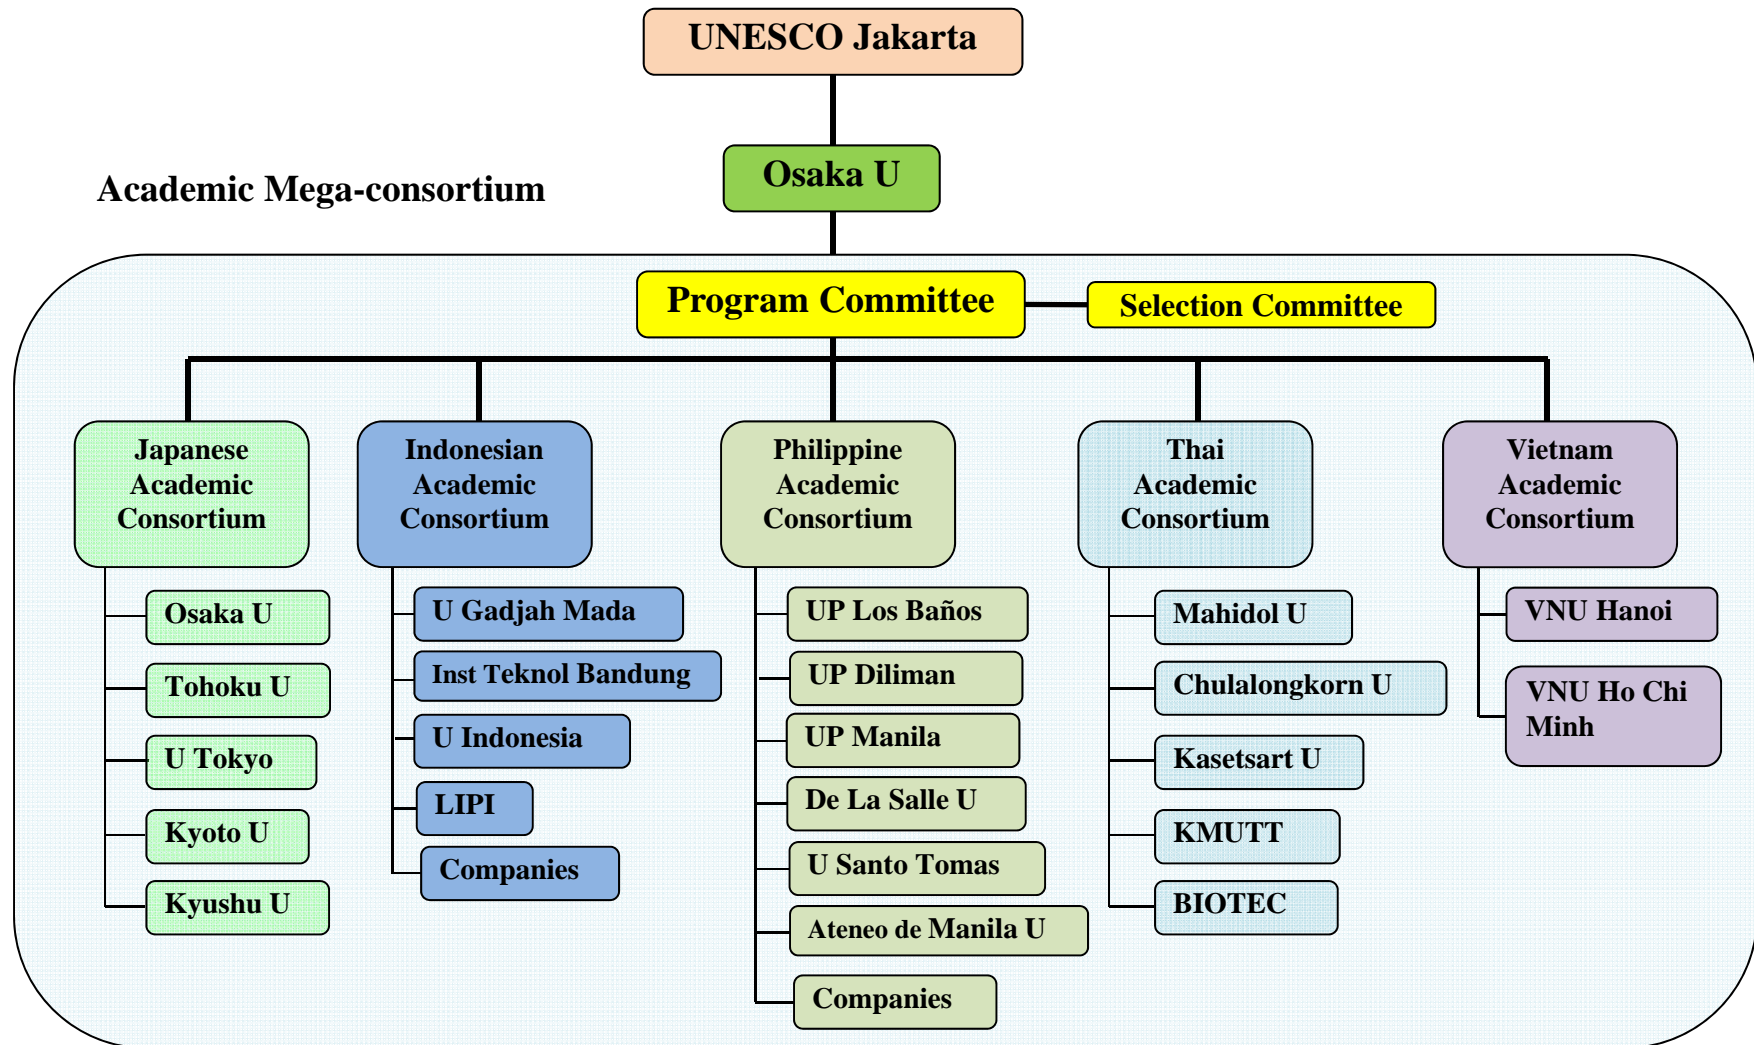 UNESCO Jakarta
Osaka U
Academic Mega-consortium
Program Committee
Selection Committee
Japanese
Academic
Consortium
Osaka U
Tohoku U
U Tokyo
Kyoto U
Kyushu U
Indonesian
Academic
Consortium
U Gadjah Mada
Inst Teknol Bandung
U Indonesia
LIPI
Companies
Philippine
Academic
Consortium
UP Los Baños
UP Diliman
UP Manila
De La Salle U
U Santo Tomas
Ateneo de Manila U
Companies
Thai
Academic
Consortium
Mahidol U
Chulalongkorn U
Kasetsart U
KMUTT
BIOTEC
Vietnam
Academic
Consortium
VNU Hanoi
VNU Ho Chi
Minh